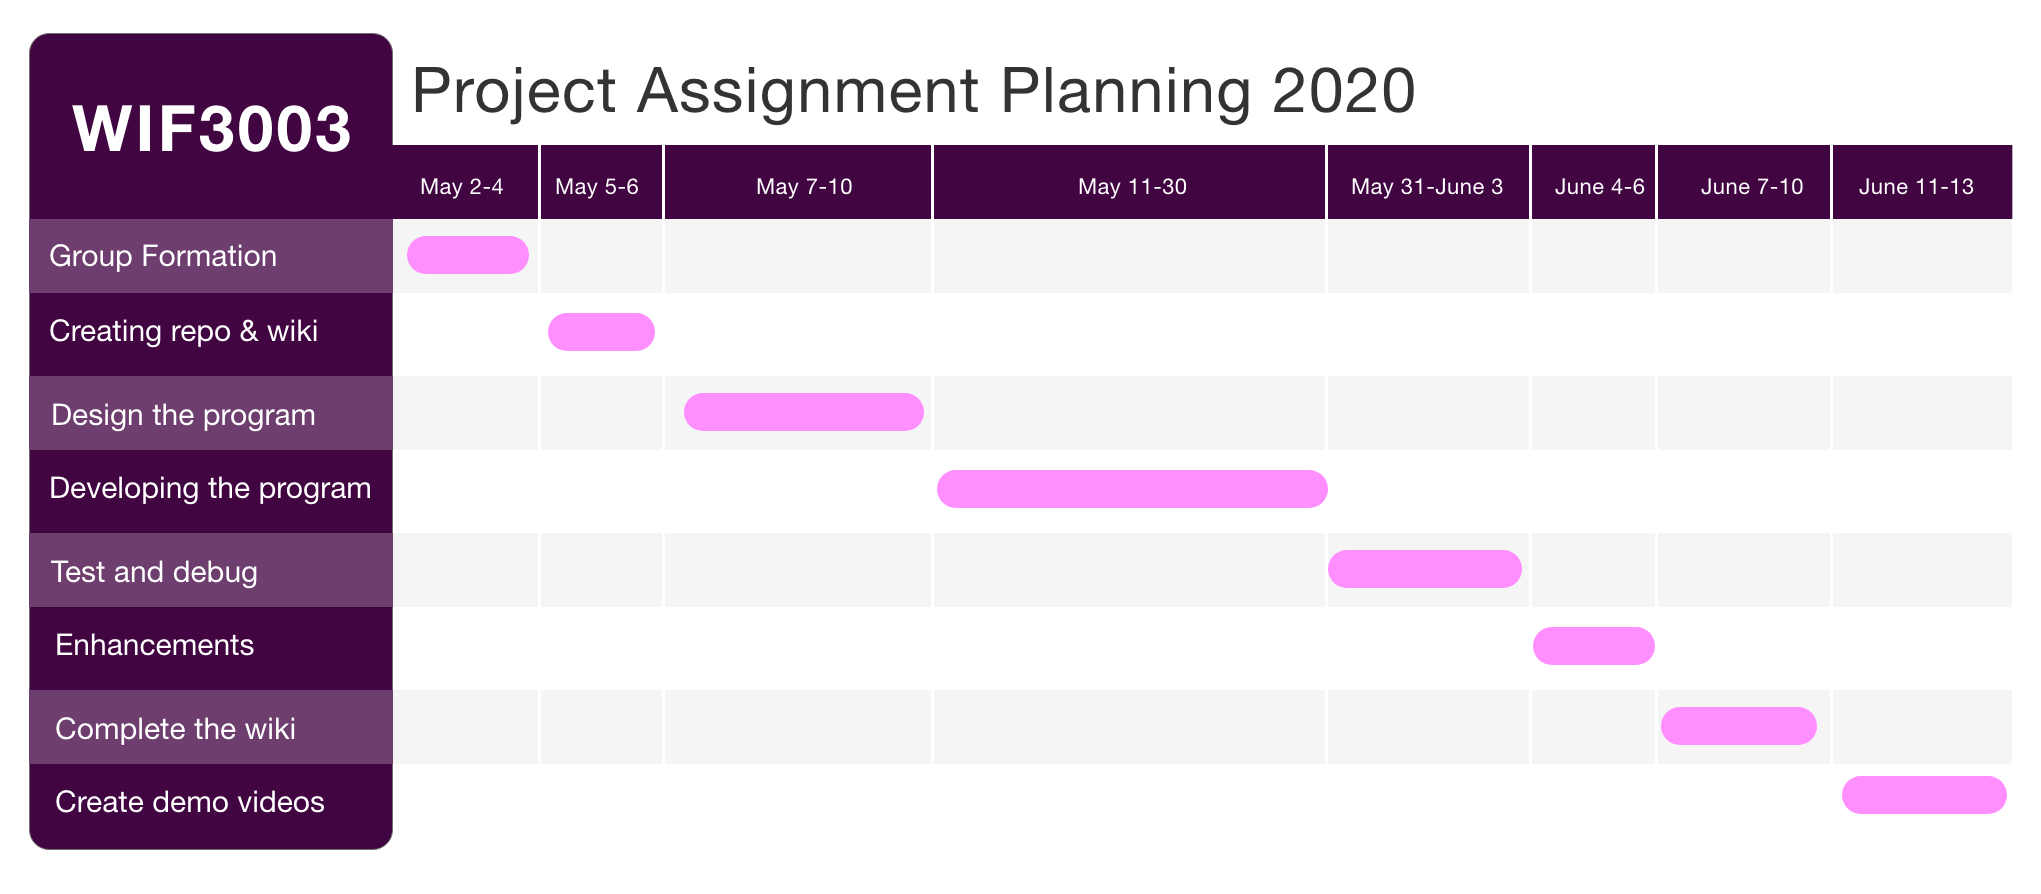 WIF3003
Project Assignment Planning 2020
May 2-4
May 5-6
May 7-10
May 11-30
May 31-June 3
June 4-6
June 7-10
June 11-13
Group Formation
Creating repo & wiki
Design the program
Developing the program
Test and debug
Enhancements
Complete the wiki
Create demo videos